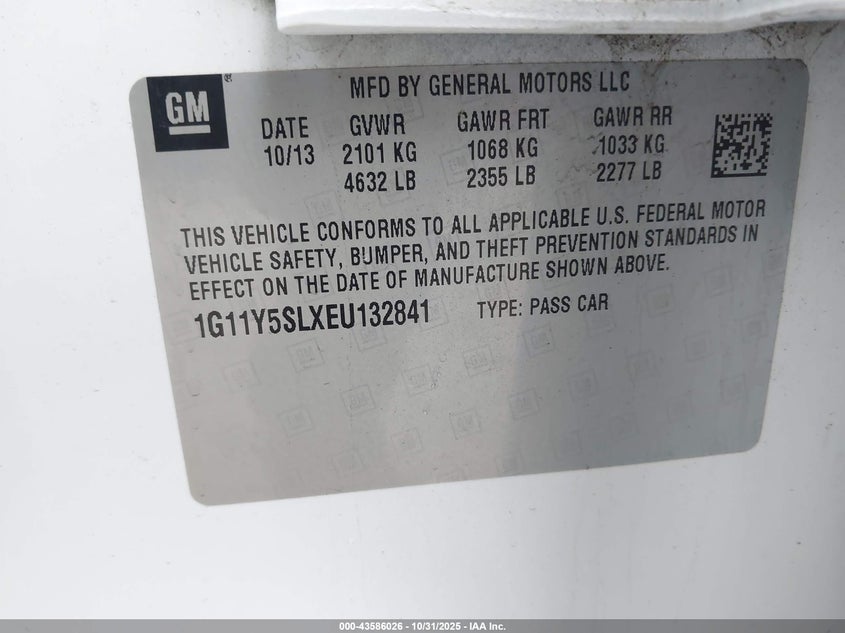 GM
®
MFD BY GENERAL MOTORS LLC
DATE GVWR GAWR FRT GAWR RR
10/13 2101 KG 1068 KG 1033 KG
4632 LB 2355 LB 2277 LB
THIS VEHICLE CONFORMS TO ALL APPLICABLE U.S. FEDERAL MOTOR
VEHICLE SAFETY, BUMPER, AND THEFT PREVENTION STANDARDS IN
EFFECT ON THE DATE OF MANUFACTURE SHOWN ABOVE.
1G11Y5SLXEU132841 TYPE: PASS CAR
000-43586026 - 10/31/2025 - IAA Inc.